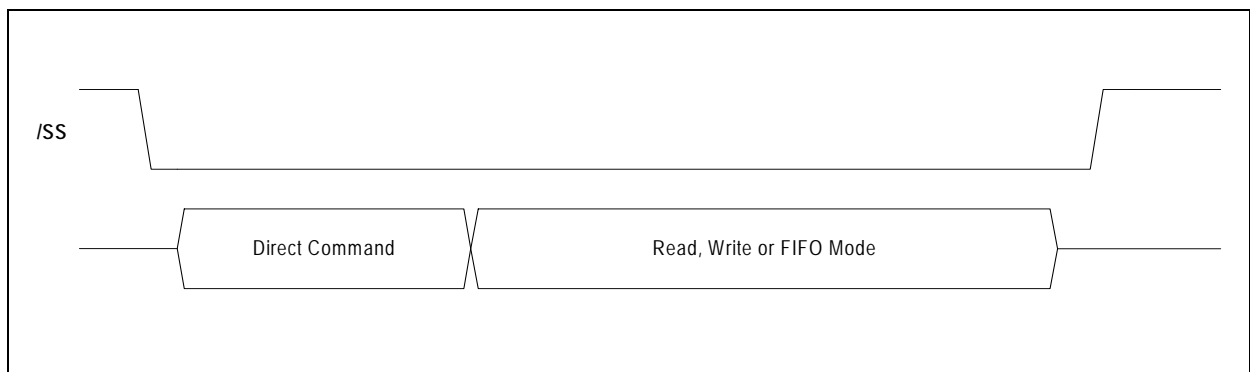 /SS
Direct Command
Read, Write or FIFO Mode